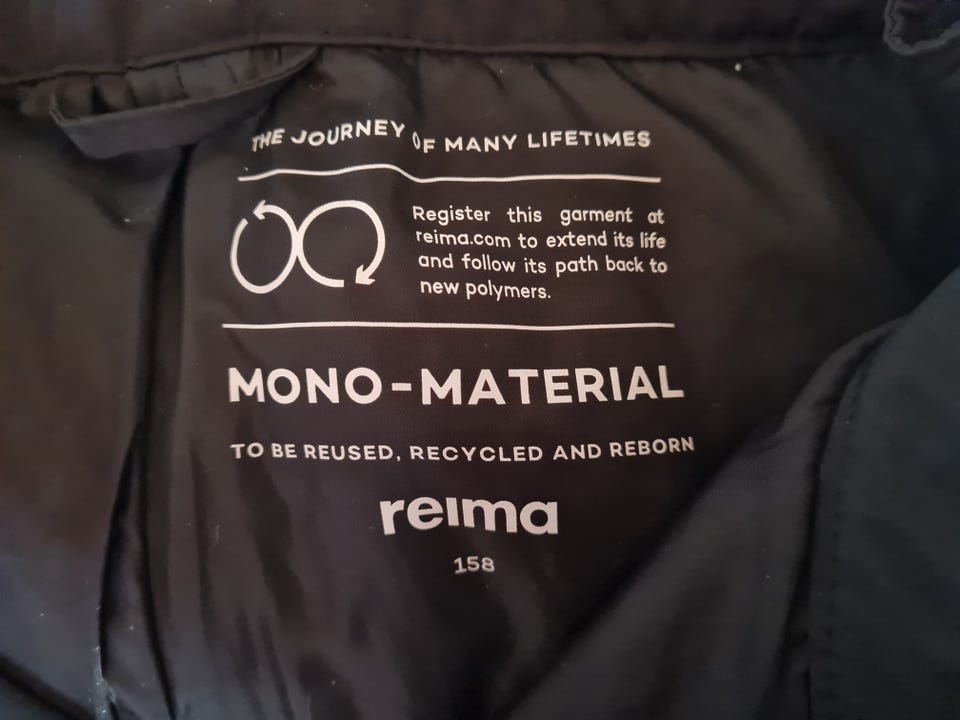 THE JOURNEY OF MANY LIFETIMES
Register this garment at
reima.com to extend its life
and follow its path back to
new polymers.
MONO-MATERIAL
TO BE REUSED, RECYCLED AND REBORN
reima
158